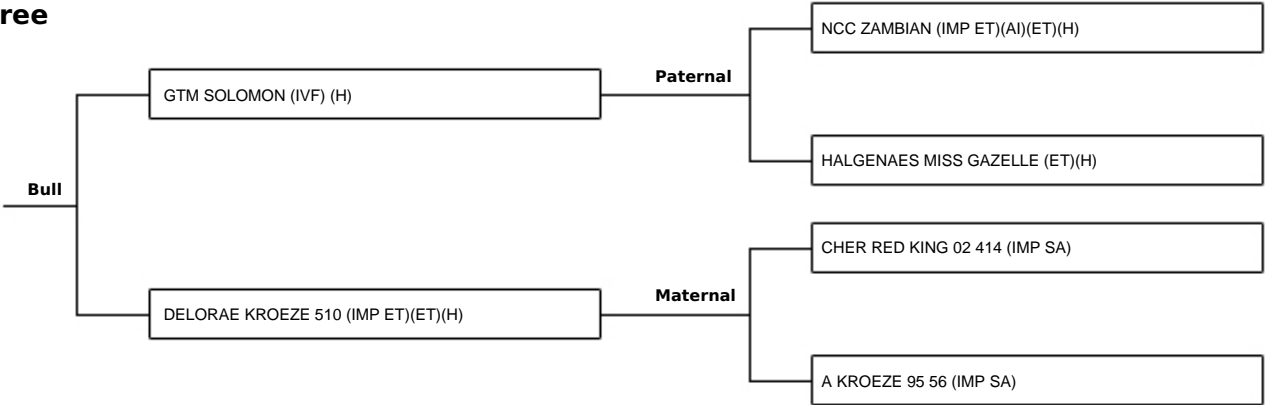 ree
NCC ZAMBIAN (IMP ET)(AI)(ET)(H)
Paternal
GTM SOLOMON (IVF) (H)
HALGENAES MISS GAZELLE (ET)(H)
Bull
CHER RED KING 02 414 (IMP SA)
Maternal
DELORAE KROEZE 510 (IMP ET)(ET)(H)
A KROEZE 95 56 (IMP SA)